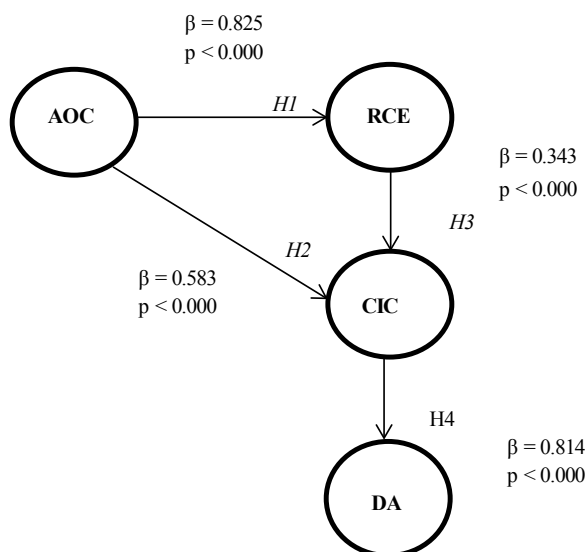 β = 0.825
p < 0.000
AOC
H1
RCE
β = 0.343
p < 0.000
H3
H2
β = 0.583
p < 0.000
CIC
H4
β = 0.814
p < 0.000
DA